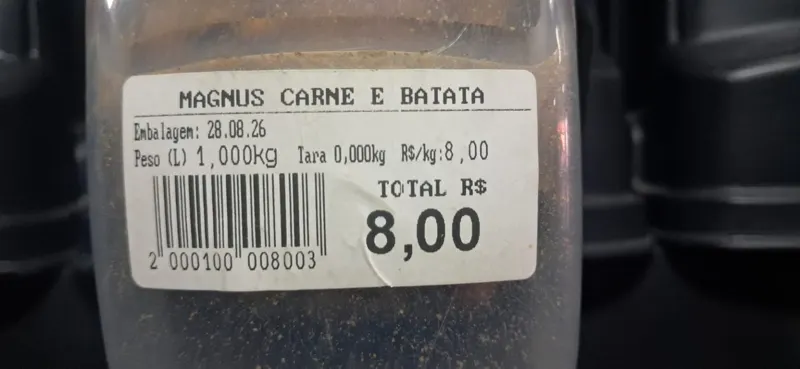 MAGNUS CARNE E BATATA
Embalagem: 28.08.26
Peso (L) 1,000kg Tara 0,000kg R$/kg:8,00
TOTAL R$
8,00
2 000100 008003